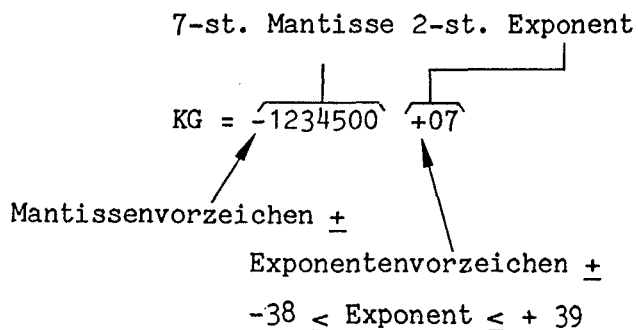 7-st. Mantisse 2-st. Exponent
KG = -1234500 +07
Mantissenvorzeichen ±
Exponentenvorzeichen ±
-38 < Exponent ≤ + 39